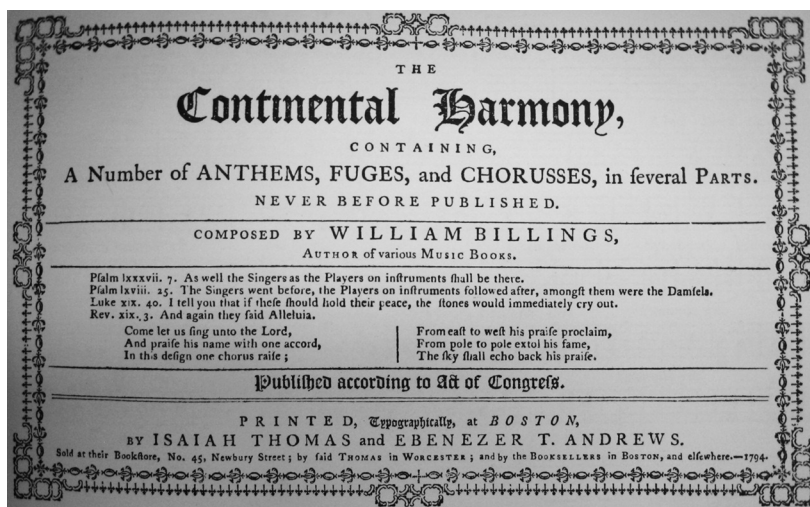 THE
Continental Harmony,
CONTAINING,
A Number of ANTHEMS, FUGES, and CHORUSSES, in ſeveral PARTS.
NEVER BEFORE PUBLISHED.
COMPOSED BY WILLIAM BILLINGS,
AUTHOR of various MUSIC BOOKS.
Pſalm lxxxvii. 7. As well the Singers as the Players on inſtruments ſhall be there.
Pſalm lxviii. 25. The Singers went before, the Players on inſtruments followed after, amongſt them were the Damſels.
Luke xix. 40. I tell you that if theſe ſhould hold their peace, the ſtones would immediately cry out.
Rev. xix. 3. And again they ſaid Alleluia.
Come let us ſing unto the Lord,
And praiſe his name with one accord,
In this deſign one chorus raiſe ;
From eaſt to weſt his praiſe proclaim,
From pole to pole extol his fame,
The ſky ſhall echo back his praiſe.
Publiſhed according to Act of Congreſs.
PRINTED, Typographically, at BOSTON,
BY ISAIAH THOMAS and EBENEZER T. ANDREWS.
Sold at their Bookſtore, No. 45, Newbury Street ; by ſaid THOMAS in WORCESTER ; and by the BOOKSELLERS in BOSTON, and elſewhere.—1794.